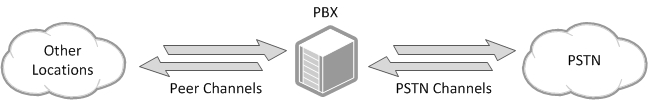 PBX
Other
Locations
PSTN
Peer Channels
PSTN Channels